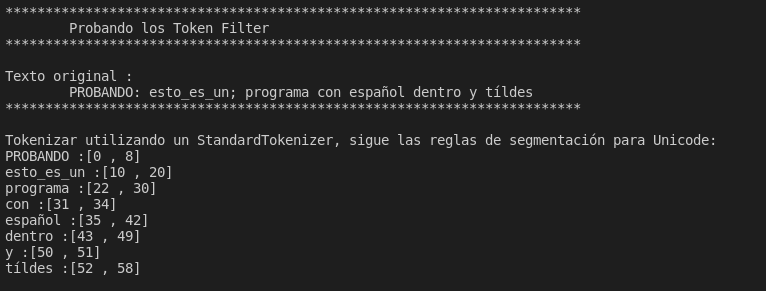 ************************************************************************
Probando los Token Filter
************************************************************************
Texto original :
PROBANDO: esto_es_un; programa con español dentro y tíldes
************************************************************************
Tokenizar utilizando un StandardTokenizer, sigue las reglas de segmentación para Unicode:
PROBANDO :[0 , 8]
esto_es_un :[10 , 20]
programa :[22 , 30]
con :[31 , 34]
español :[35 , 42]
dentro :[43 , 49]
y :[50 , 51]
tíldes :[52 , 58]